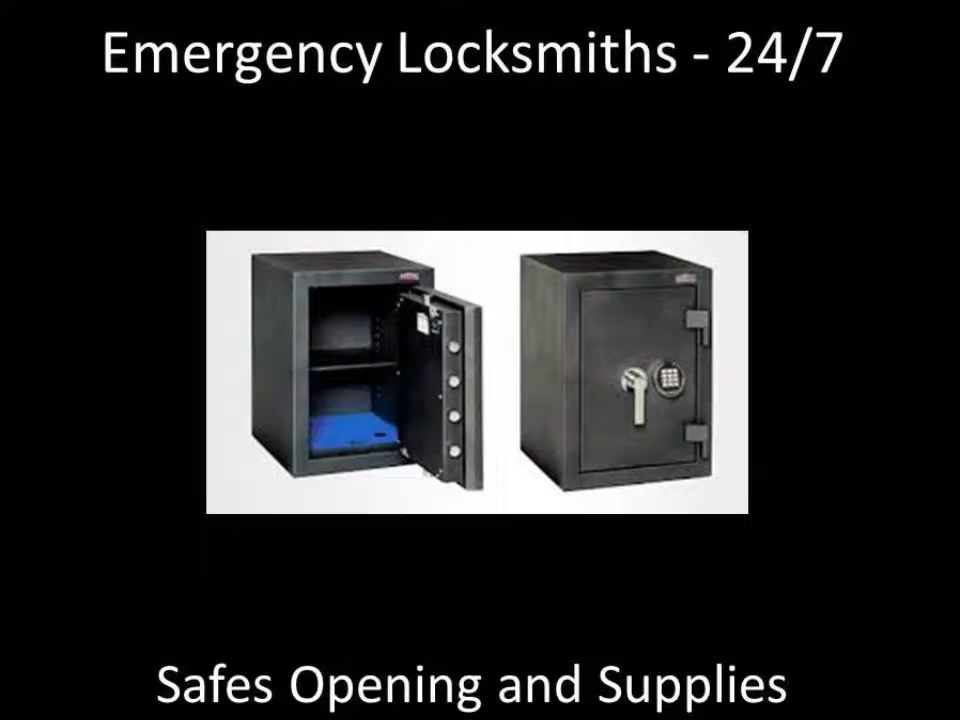 Emergency Locksmiths - 24/7
Safes Opening and Supplies